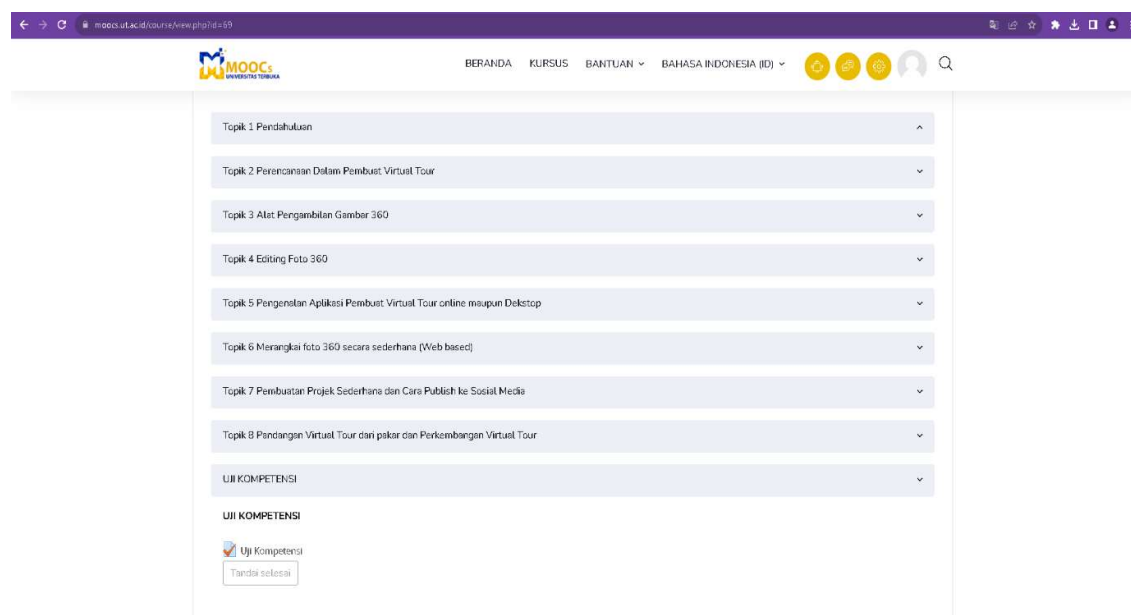 moocs.ut.ac.id/course/view.php?id=69
MOOCs
UNIVERSITAS TERBUKA
BERANDA KURSUS BANTUAN BAHASA INDONESIA (ID)
Topik 1 Pendahuluan
Topik 2 Perencanaan Dalam Pembuat Virtual Tour
Topik 3 Alat Pengambilan Gambar 360
Topik 4 Editing Foto 360
Topik 5 Pengenalan Aplikasi Pembuat Virtual Tour online maupun Dekstop
Topik 6 Merangkai foto 360 secara sederhana (Web based)
Topik 7 Pembuatan Projek Sederhana dan Cara Publish ke Sosial Media
Topik 8 Pandangan Virtual Tour dari pakar dan Perkembangan Virtual Tour
UJI KOMPETENSI
UJI KOMPETENSI
Uji Kompetensi
Tandai selesai